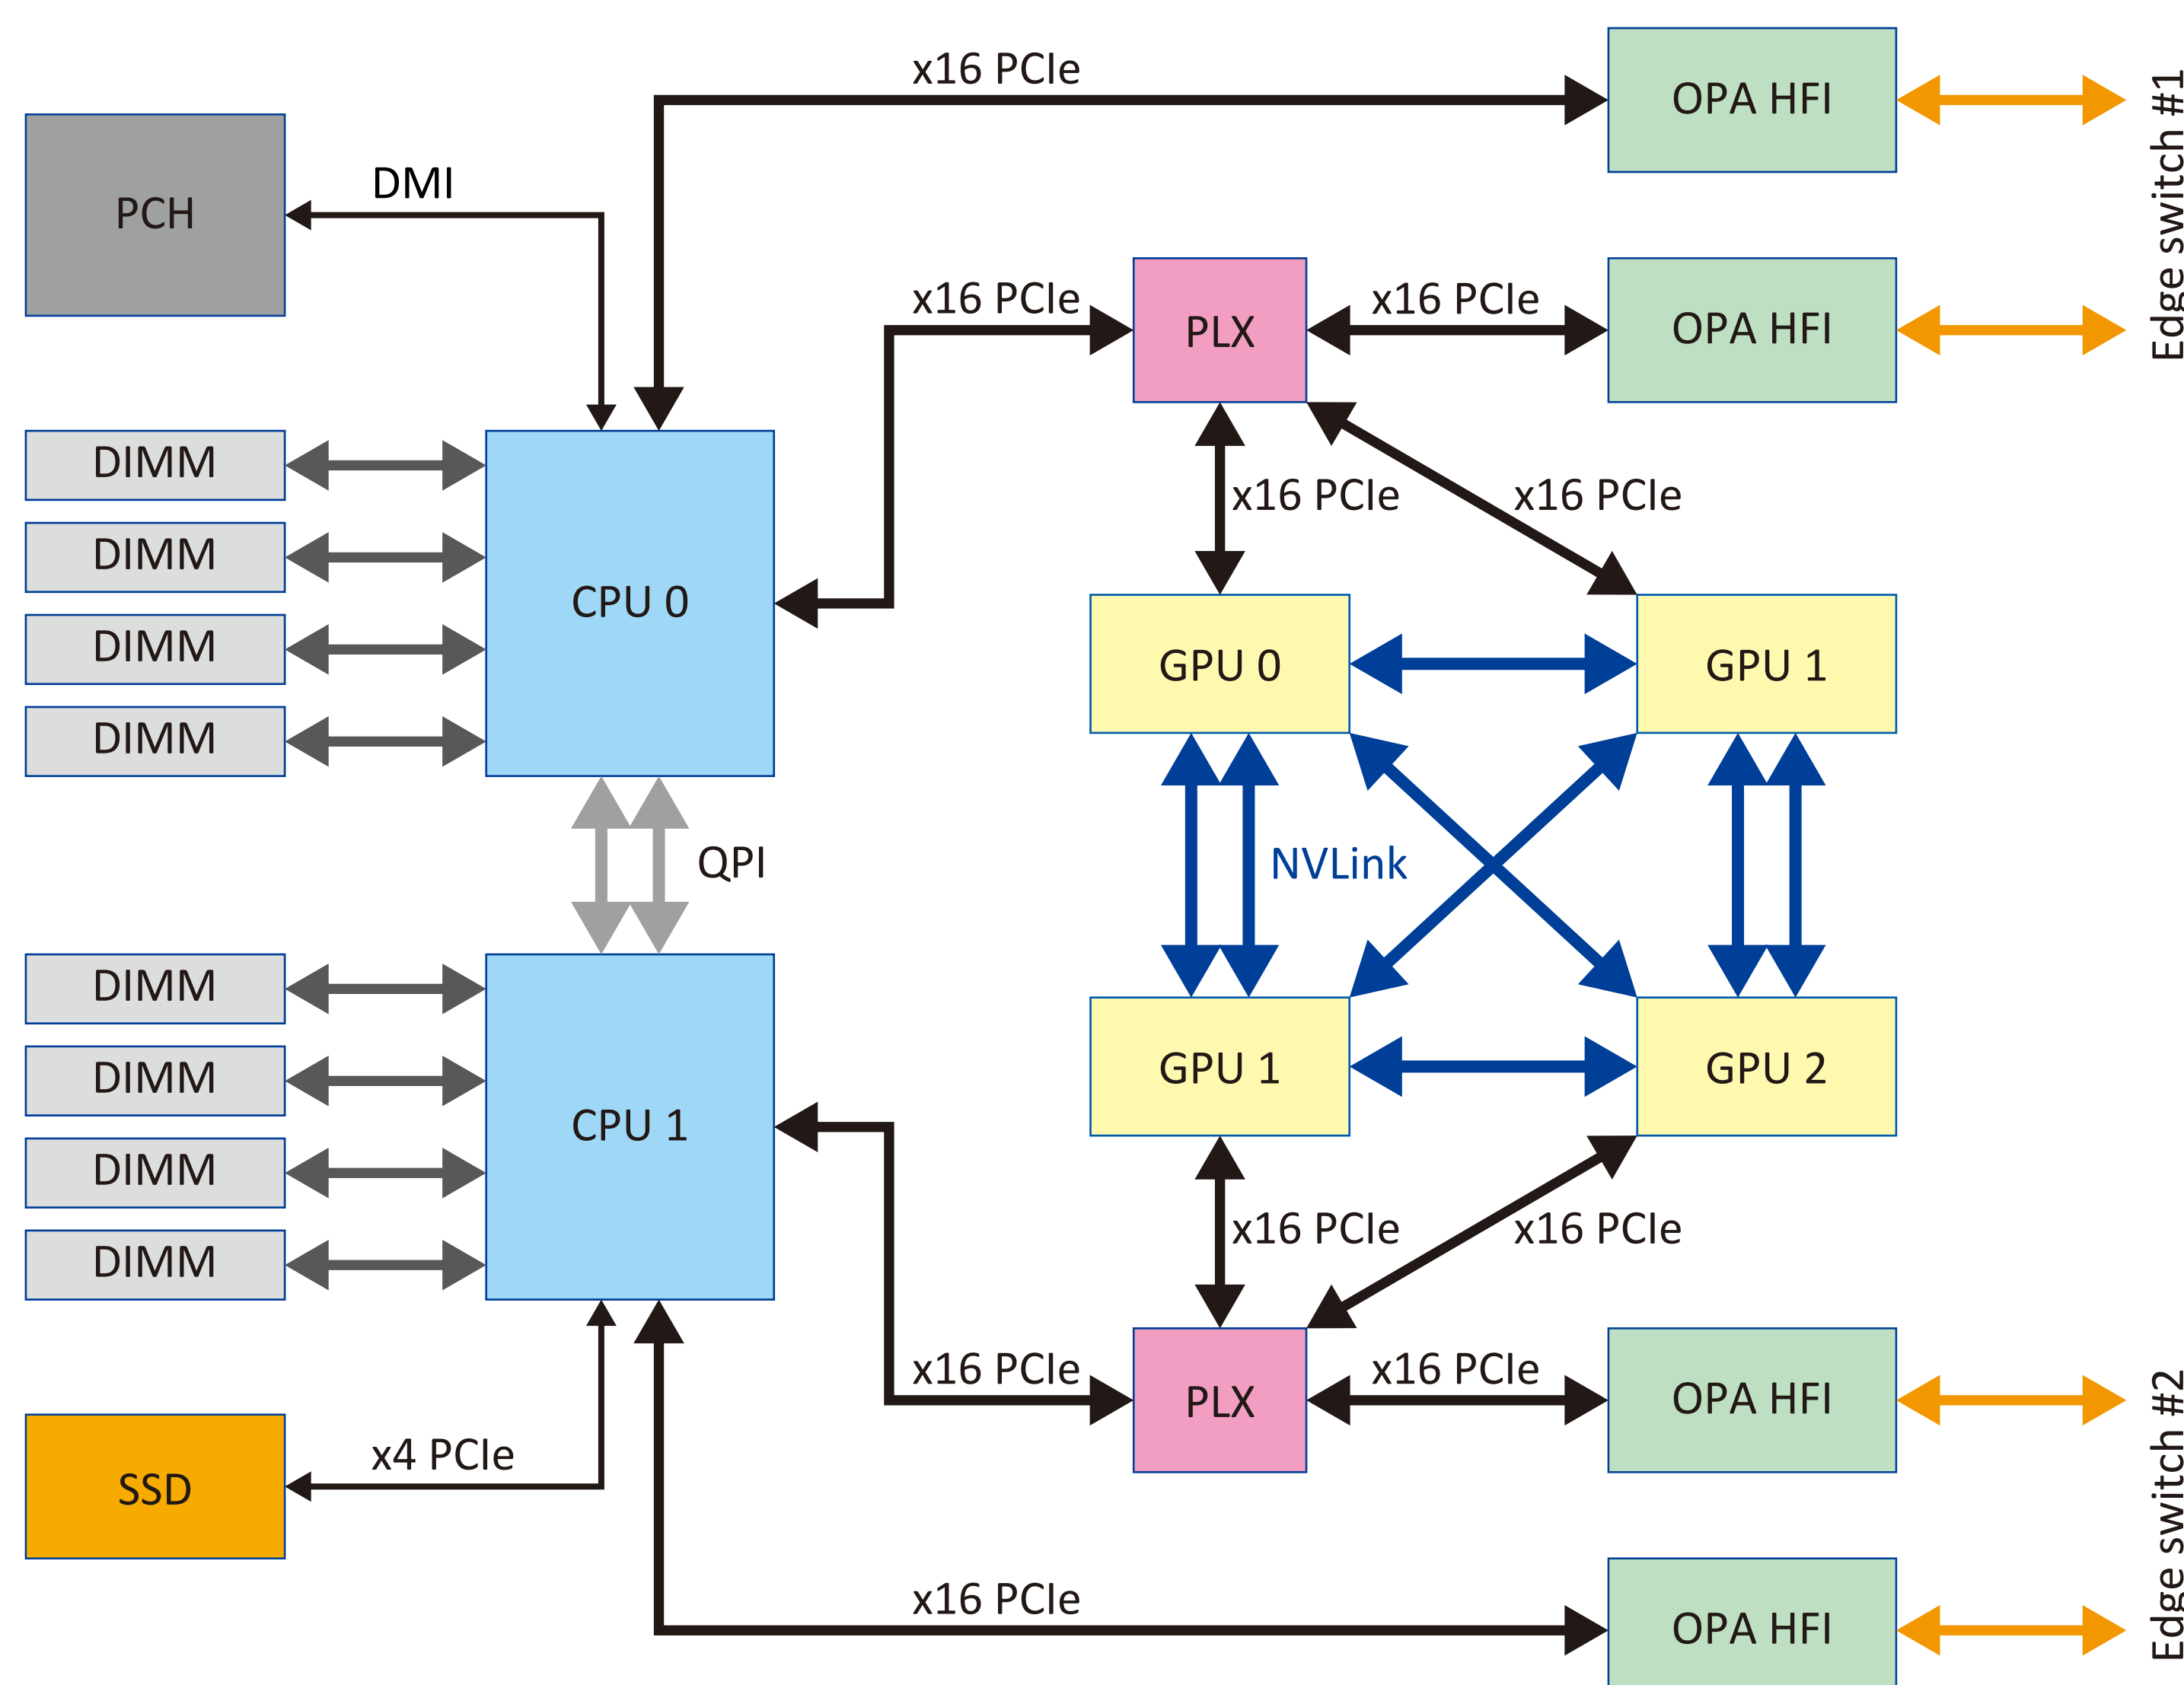 x16 PCIe
OPA HFI
Edge switch #1
PCH
DMI
x16 PCIe
PLX
x16 PCIe
OPA HFI
DIMM
DIMM
DIMM
DIMM
CPU 0
x16 PCIe
x16 PCIe
GPU 0
GPU 1
QPI
NVLink
DIMM
DIMM
DIMM
DIMM
CPU 1
GPU 1
GPU 2
x16 PCIe
x16 PCIe
x16 PCIe
PLX
x16 PCIe
OPA HFI
Edge switch #2
SSD
x4 PCIe
x16 PCIe
OPA HFI